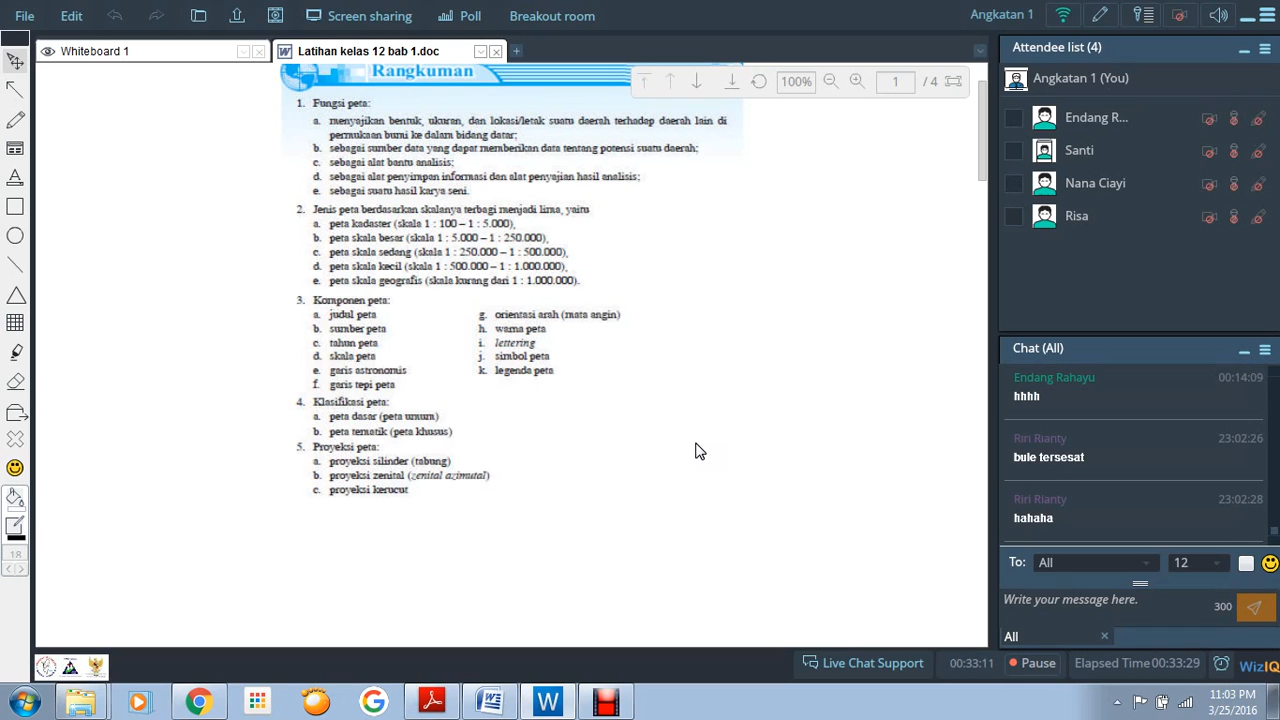 File Edit Screen sharing Poll Breakout room Angkatan 1
Whiteboard 1 Latihan kelas 12 bab 1.doc
Rangkuman
100% 1 / 4
1. Fungsi peta:
a. menyajikan bentuk, ukuran, dan lokasi/letak suatu daerah terhadap daerah lain di
permukaan bumi ke dalam bidang datar;
b. sebagai sumber data yang dapat memberikan data tentang potensi suatu daerah;
c. sebagai alat bantu analisis;
d. sebagai alat penyimpan informasi dan alat penyajian hasil analisis;
e. sebagai suatu hasil karya seni.
2. Jenis peta berdasarkan skalanya terbagi menjadi lima, yaitu
a. peta kadaster (skala 1 : 100 – 1 : 5.000),
b. peta skala besar (skala 1 : 5.000 – 1 : 250.000),
c. peta skala sedang (skala 1 : 250.000 – 1 : 500.000),
d. peta skala kecil (skala 1 : 500.000 – 1 : 1.000.000),
e. peta skala geografis (skala kurang dari 1 : 1.000.000).
3. Komponen peta:
a. judul peta
b. sumber peta
c. tahun peta
d. skala peta
e. garis astronomis
f. garis tepi peta
g. orientasi arah (mata angin)
h. warna peta
i. lettering
j. simbol peta
k. legenda peta
4. Klasifikasi peta:
a. peta dasar (peta umum)
b. peta tematik (peta khusus)
5. Proyeksi peta:
a. proyeksi silinder (tabung)
b. proyeksi zenital (zenital azimutal)
c. proyeksi kerucut
18
Attendee list (4)
Angkatan 1 (You)
Endang R...
Santi
Nisya
Risa
Chat (All)
Endang Rahayu 00:14:09
hhhh
Riri Rianty 23:02:26
bule tersesat
Riri Rianty 23:02:28
hahaha
To: All 12
Write your message here. 300
All
Live Chat Support 00:33:11 Pause Elapsed Time 00:33:23 WizIQ
11:03 PM
3/25/2016